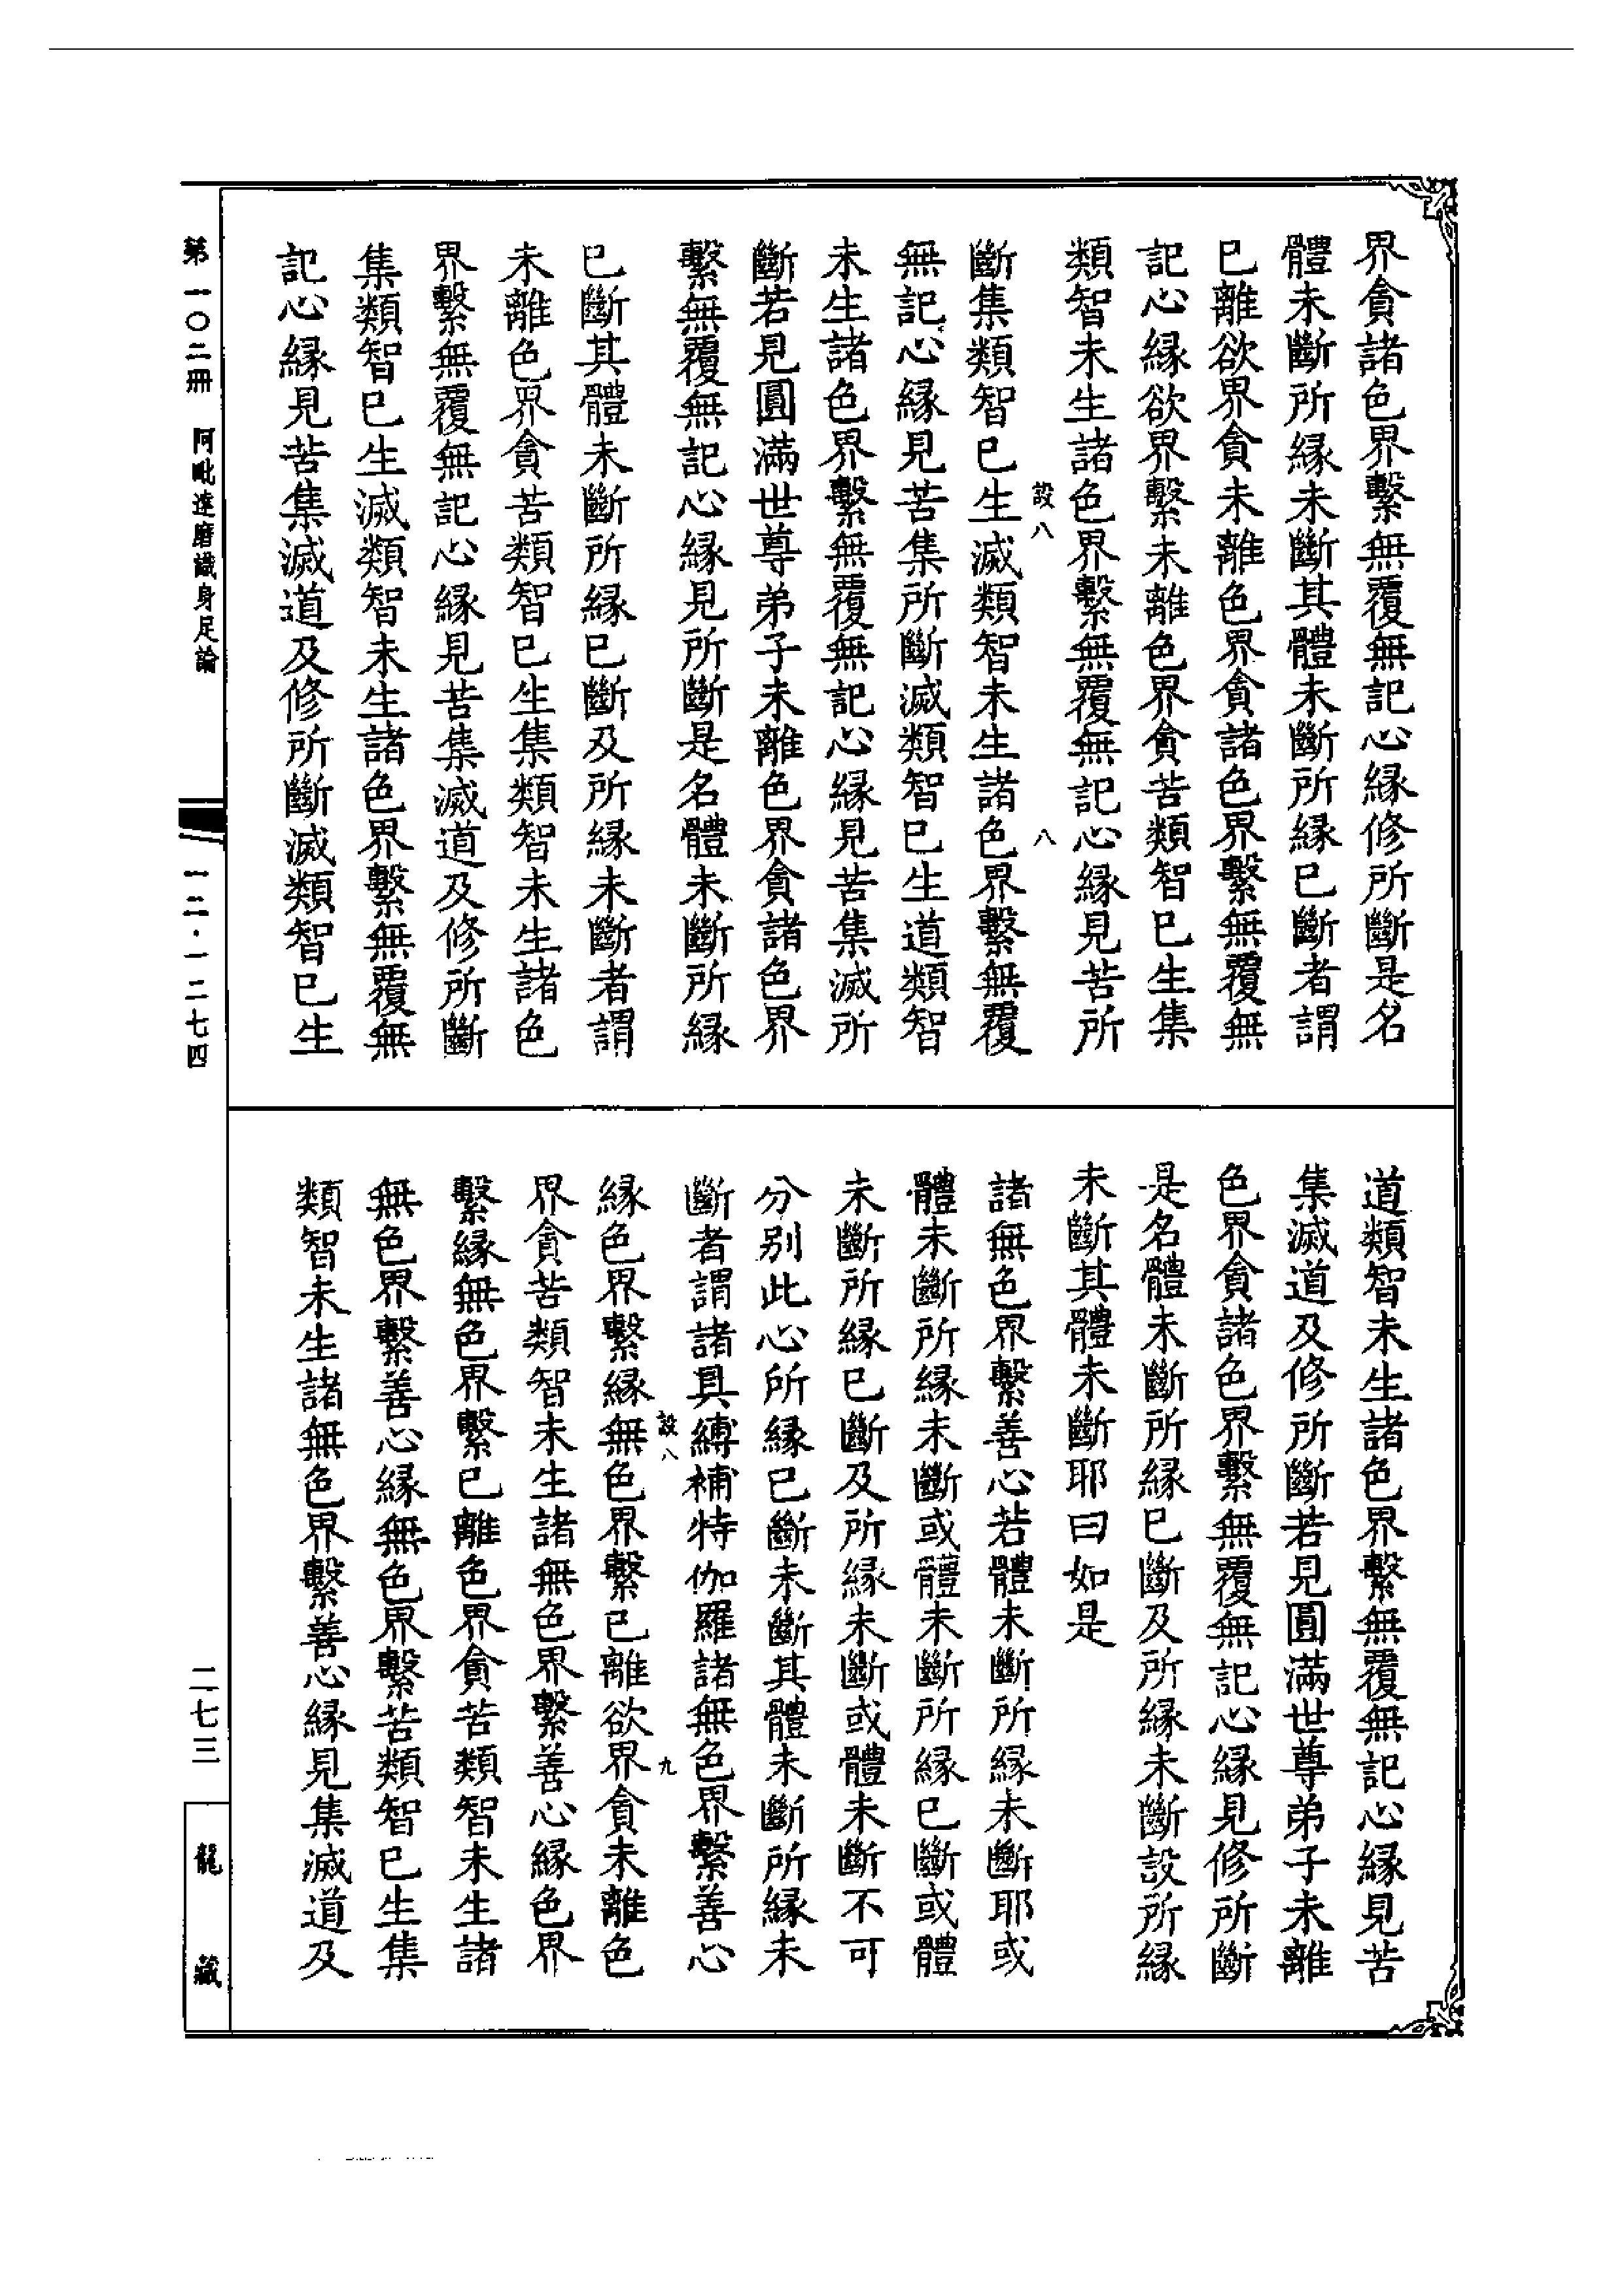 界貪諸色界繫無覆無記心緣修所斷是名
體未斷所緣未斷其體未斷所緣已斷者謂
已離欲界貪未離色界貪諸色界繫無覆無
記心緣欲界繫未離色界貪苦類智已生集
類智未生諸色界繫無覆無記心緣見苦所
設八 八
斷集類智已生滅類智未生諸色界繫無覆
無記心緣見苦集所斷滅類智已生道類智
未生諸色界繫無覆無記心緣見苦集滅所
斷若見圓滿世尊弟子未離色界貪諸色界
繫無覆無記心緣見所斷是名體未斷所緣
已斷其體未斷所緣已斷及所緣未斷者謂
未離色界貪苦類智已生集類智未生諸色
界繫無覆無記心緣見苦集滅道及修所斷
集類智已生滅類智未生諸色界繫無覆無
記心緣見苦集滅道及修所斷滅類智已生
道類智未生諸色界繫無覆無記心緣見苦
集滅道及修所斷若見圓滿世尊弟子未離
色界貪諸色界繫無覆無記心緣見修所斷
是名體未斷所緣已斷及所緣未斷設所緣
未斷其體未斷耶曰如是
諸無色界繫善心若體未斷所緣未斷耶或
體未斷所緣未斷或體未斷所緣已斷或體
未斷所緣已斷及所緣未斷或體未斷不可
分別此心所緣已斷未斷其體未斷所緣未
斷者謂諸具縛補特伽羅諸無色界繫善心
設八 九
緣色界繫緣無色界繫已離欲界貪未離色
界貪苦類智未生諸無色界繫善心緣色界
繫緣無色界繫已離色界貪苦類智未生諸
無色界繫善心緣無色界繫苦類智已生集
類智未生諸無色界繫善心緣見集滅道及
第一〇二冊 阿毗達磨識身足論
一二·一二七四
二七三
龍藏